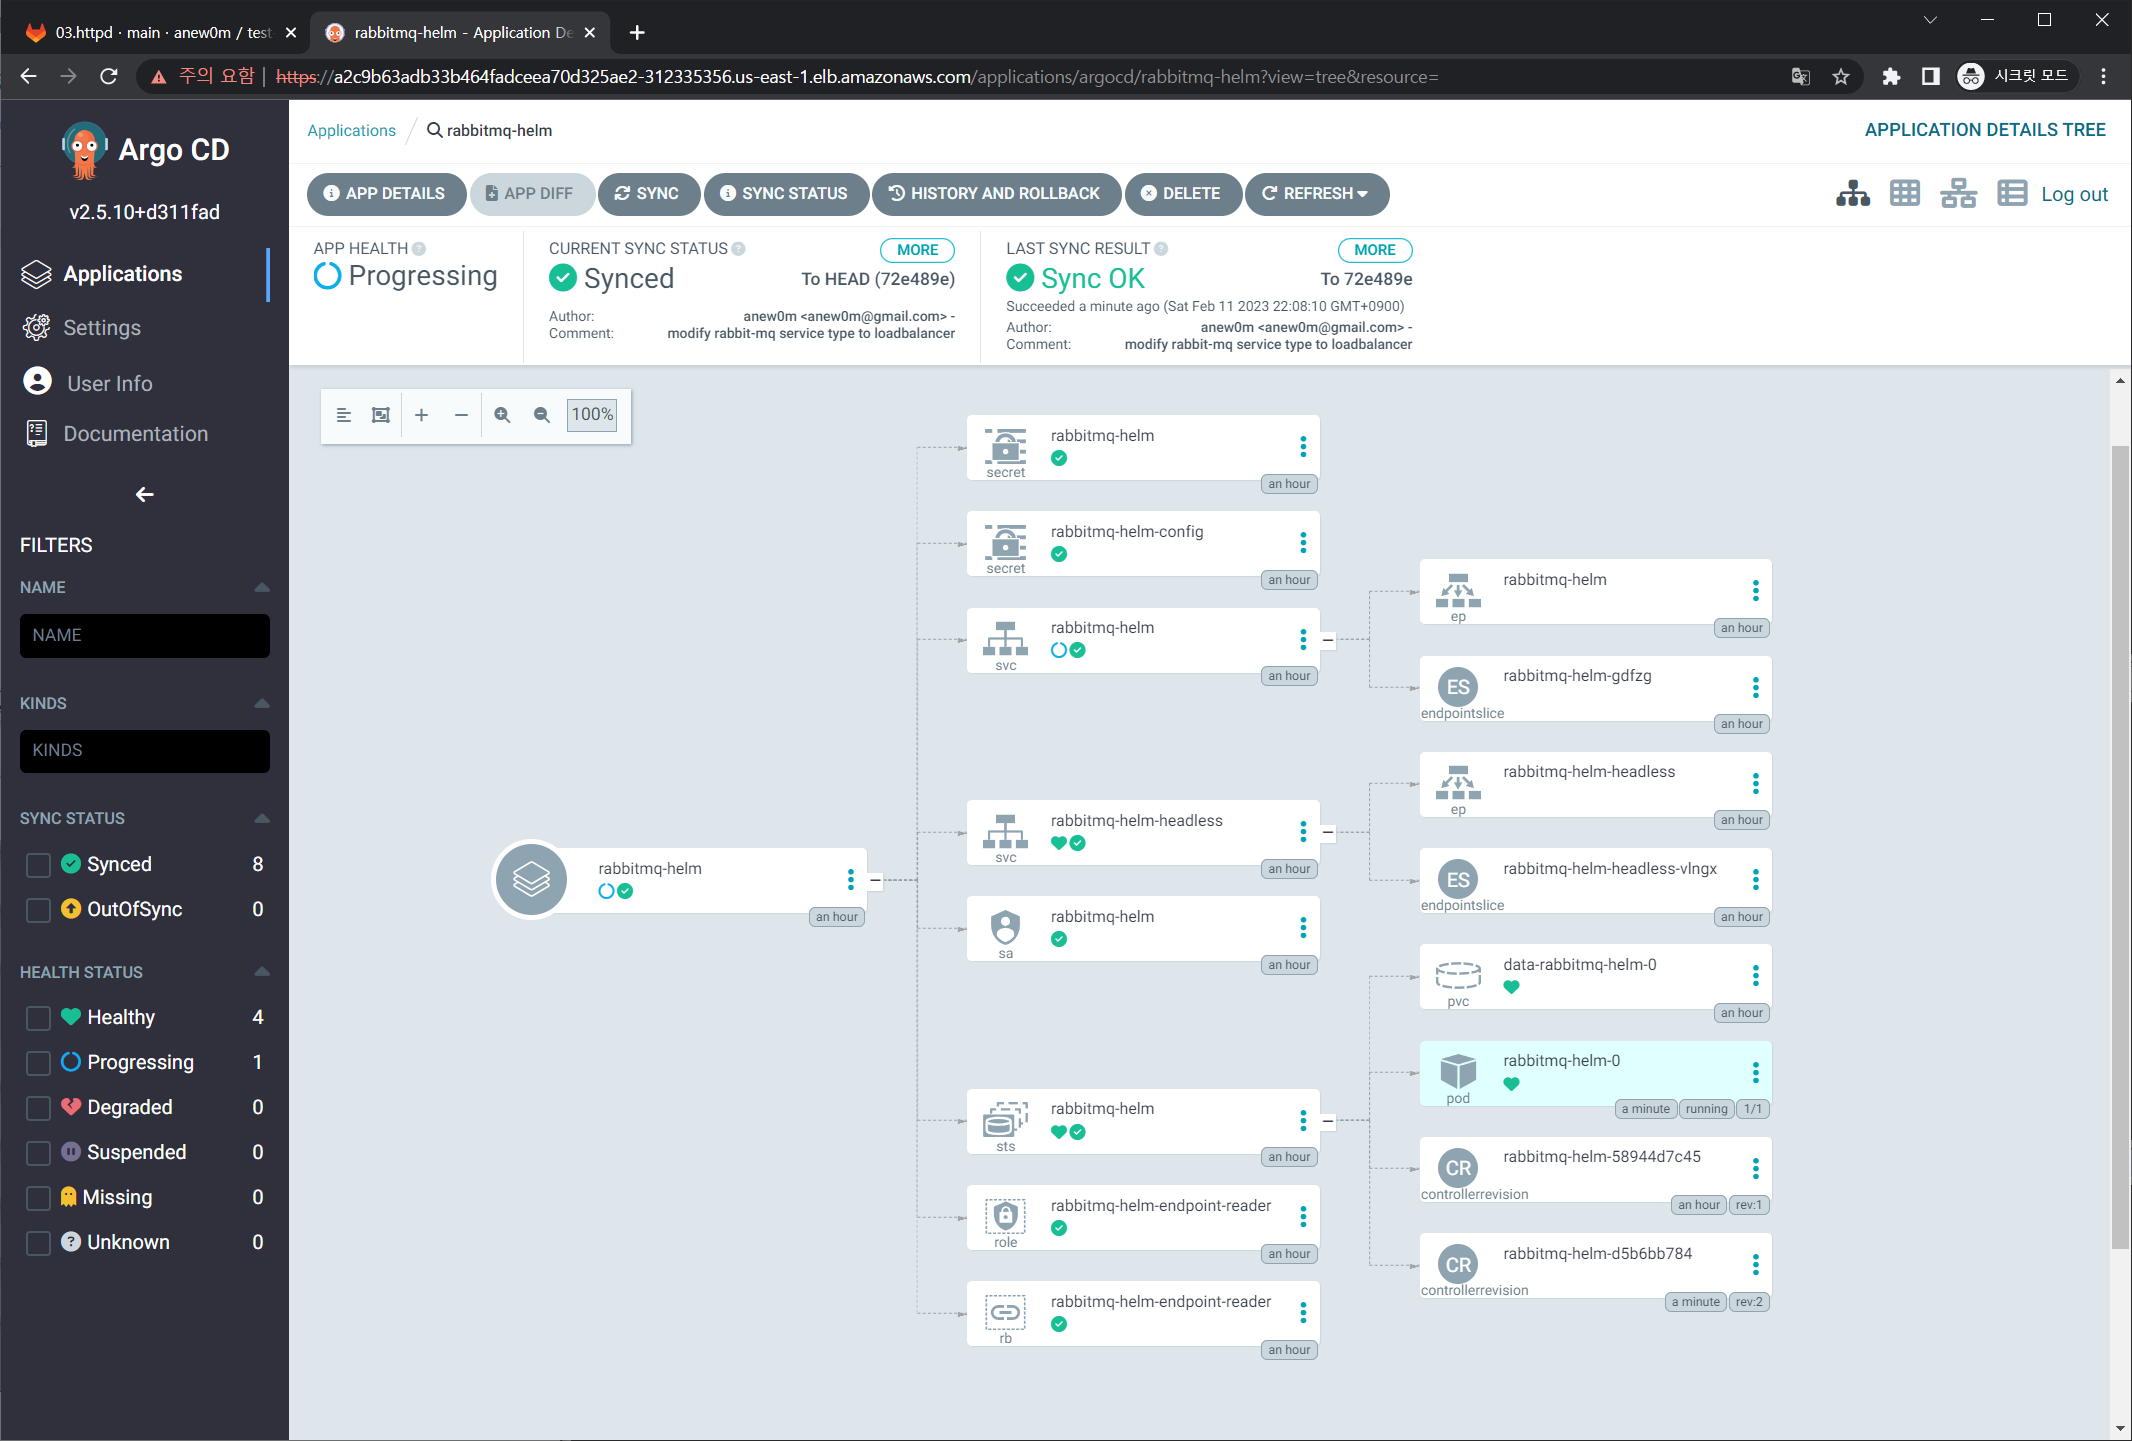 03.httpd · main · anew0m / test
rabbitmq-helm - Application De
주의 요함 | https://a2c9b63adb33b464fadceea70d325ae2-312335356.us-east-1.elb.amazonaws.com/applications/argocd/rabbitmq-helm?view=tree&resource=
시크릿 모드
Argo CD
v2.5.10+d311fad
Applications
Settings
User Info
Documentation
FILTERS
NAME
NAME
KINDS
KINDS
SYNC STATUS
Synced 8
OutOfSync 0
HEALTH STATUS
Healthy 4
Progressing 1
Degraded 0
Suspended 0
Missing 0
Unknown 0
Applications / rabbitmq-helm
APPLICATION DETAILS TREE
APP DETAILS
APP DIFF
SYNC
SYNC STATUS
HISTORY AND ROLLBACK
DELETE
REFRESH
Log out
APP HEALTH
Progressing
CURRENT SYNC STATUS
MORE
Synced
To HEAD (72e489e)
Author: anew0m <anew0m@gmail.com> -
Comment: modify rabbit-mq service type to loadbalancer
LAST SYNC RESULT
MORE
Sync OK
To 72e489e
Succeeded a minute ago (Sat Feb 11 2023 22:08:10 GMT+0900)
Author: anew0m <anew0m@gmail.com> -
Comment: modify rabbit-mq service type to loadbalancer
100%
rabbitmq-helm
an hour
rabbitmq-helm
secret
an hour
rabbitmq-helm-config
secret
an hour
rabbitmq-helm
svc
an hour
rabbitmq-helm-headless
svc
an hour
rabbitmq-helm
sa
an hour
rabbitmq-helm
sts
an hour
rabbitmq-helm-endpoint-reader
role
an hour
rabbitmq-helm-endpoint-reader
rb
an hour
rabbitmq-helm
ep
an hour
rabbitmq-helm-gdfzg
ES
endpointslice
an hour
rabbitmq-helm-headless
ep
an hour
rabbitmq-helm-headless-vlngx
ES
endpointslice
an hour
data-rabbitmq-helm-0
pvc
an hour
rabbitmq-helm-0
pod
a minute running 1/1
rabbitmq-helm-58944d7c45
CR
controllerrevision
an hour rev:1
rabbitmq-helm-d5b6bb784
CR
controllerrevision
a minute rev:2